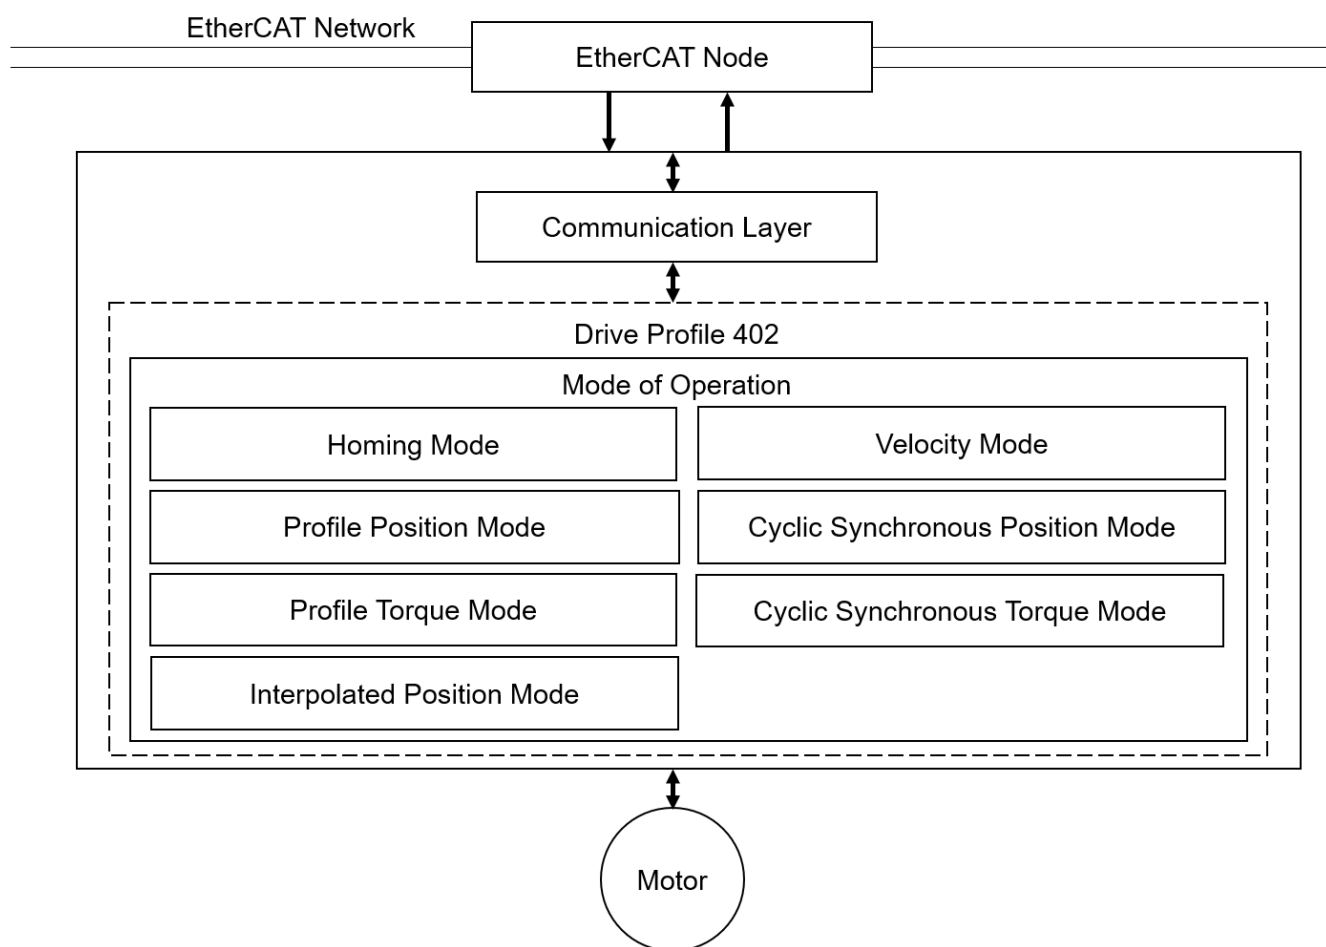 EtherCAT Network
EtherCAT Node
Communication Layer
Drive Profile 402
Mode of Operation
Homing Mode
Velocity Mode
Profile Position Mode
Cyclic Synchronous Position Mode
Profile Torque Mode
Cyclic Synchronous Torque Mode
Interpolated Position Mode
Motor